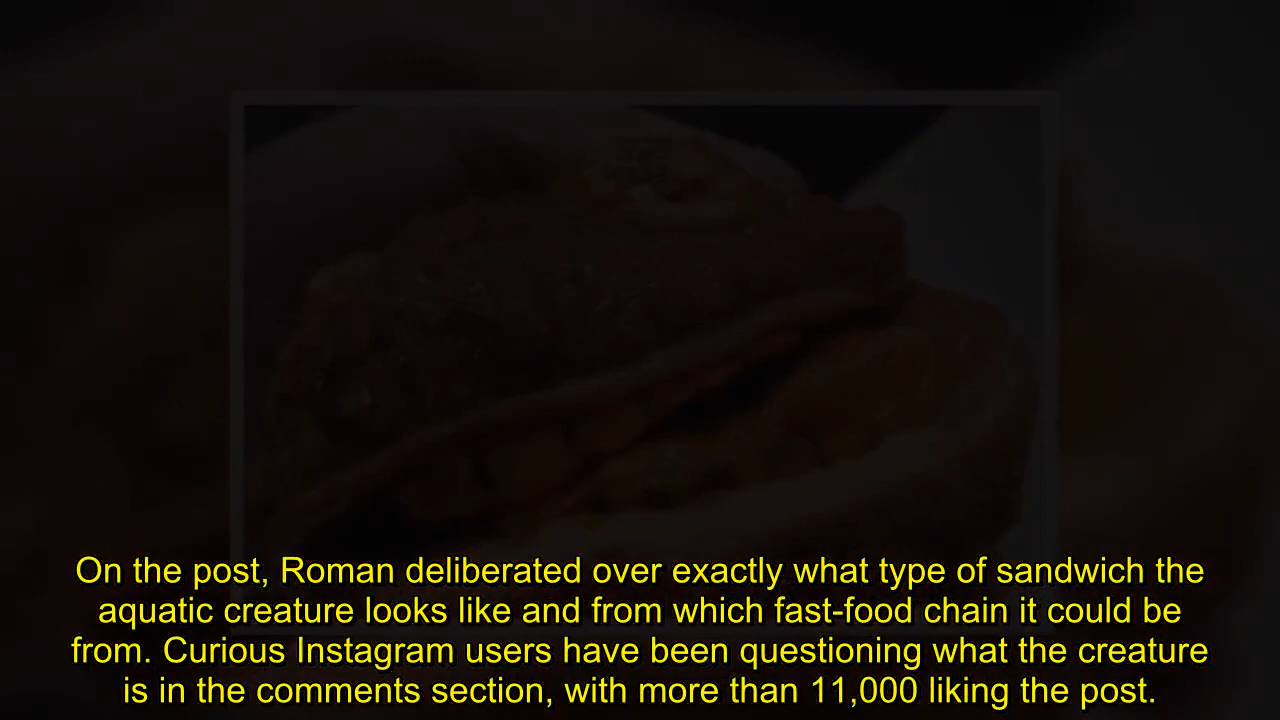 On the post, Roman deliberated over exactly what type of sandwich the
aquatic creature looks like and from which fast-food chain it could be
from. Curious Instagram users have been questioning what the creature
is in the comments section, with more than 11,000 liking the post.